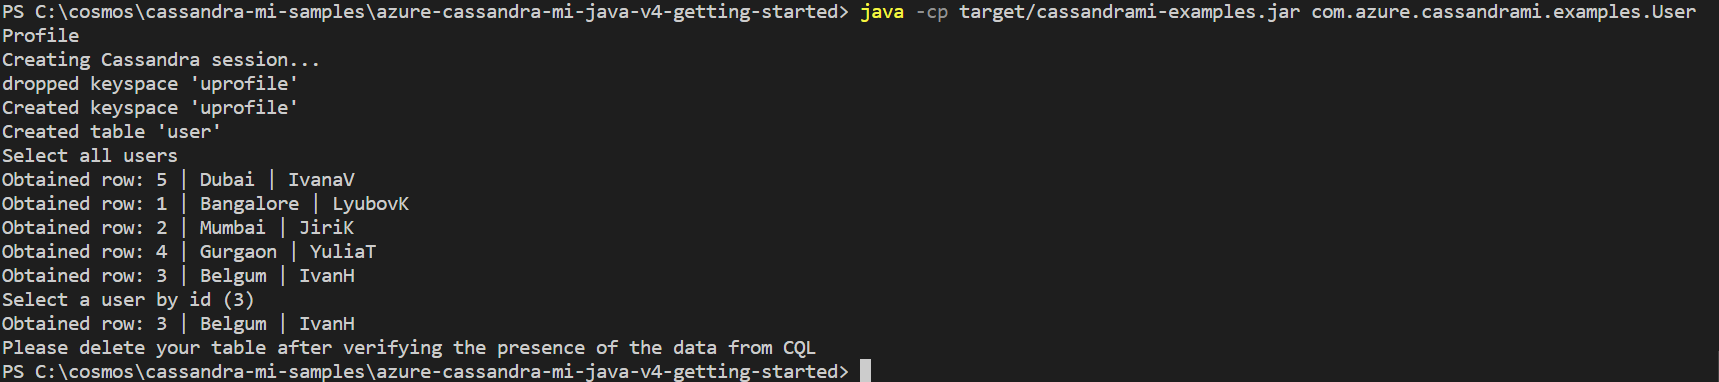 PS C:\cosmos\cassandra-mi-samples\azure-cassandra-mi-java-v4-getting-started> java -cp target/cassandrami-examples.jar com.azure.cassandrami.examples.User
Profile
Creating Cassandra session...
dropped keyspace 'uprofile'
Created keyspace 'uprofile'
Created table 'user'
Select all users
Obtained row: 5 | Dubai | IvanaV
Obtained row: 1 | Bangalore | LyubovK
Obtained row: 2 | Mumbai | JiriK
Obtained row: 4 | Gurgaon | YuliaT
Obtained row: 3 | Belgum | IvanH
Select a user by id (3)
Obtained row: 3 | Belgum | IvanH
Please delete your table after verifying the presence of the data from CQL
PS C:\cosmos\cassandra-mi-samples\azure-cassandra-mi-java-v4-getting-started>